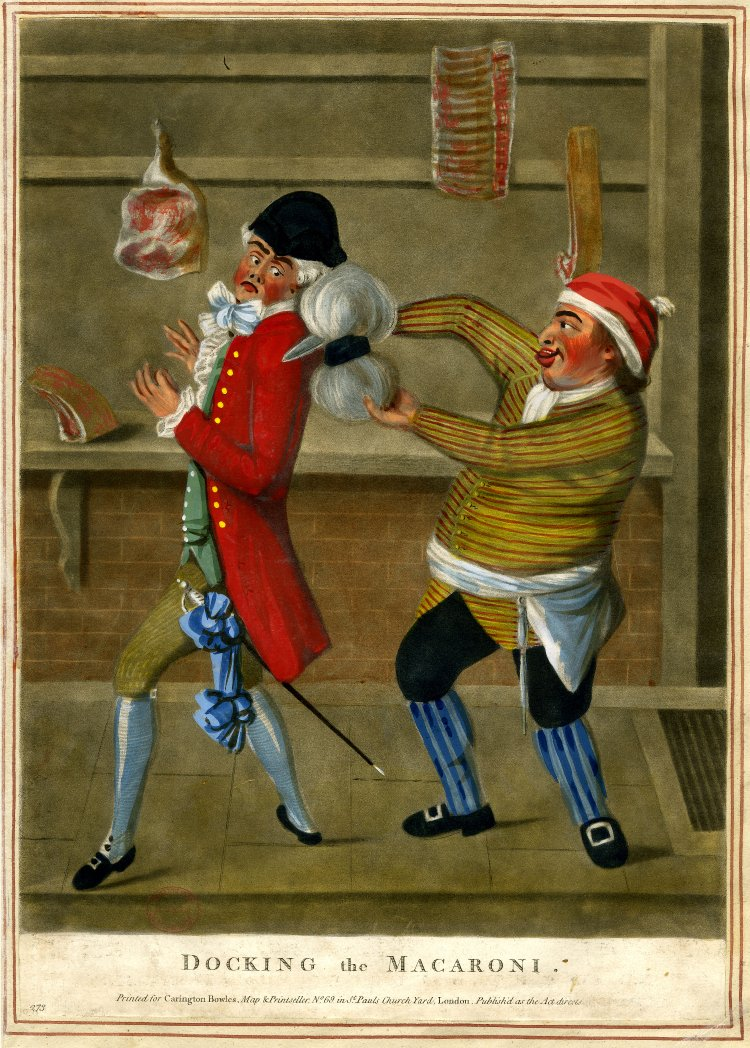 DOCKING the MACARONI.
Printed for Carington Bowles, Map & Printseller, No. 69 in St. Pauls Church Yard, London. Publish'd as the Act directs
273